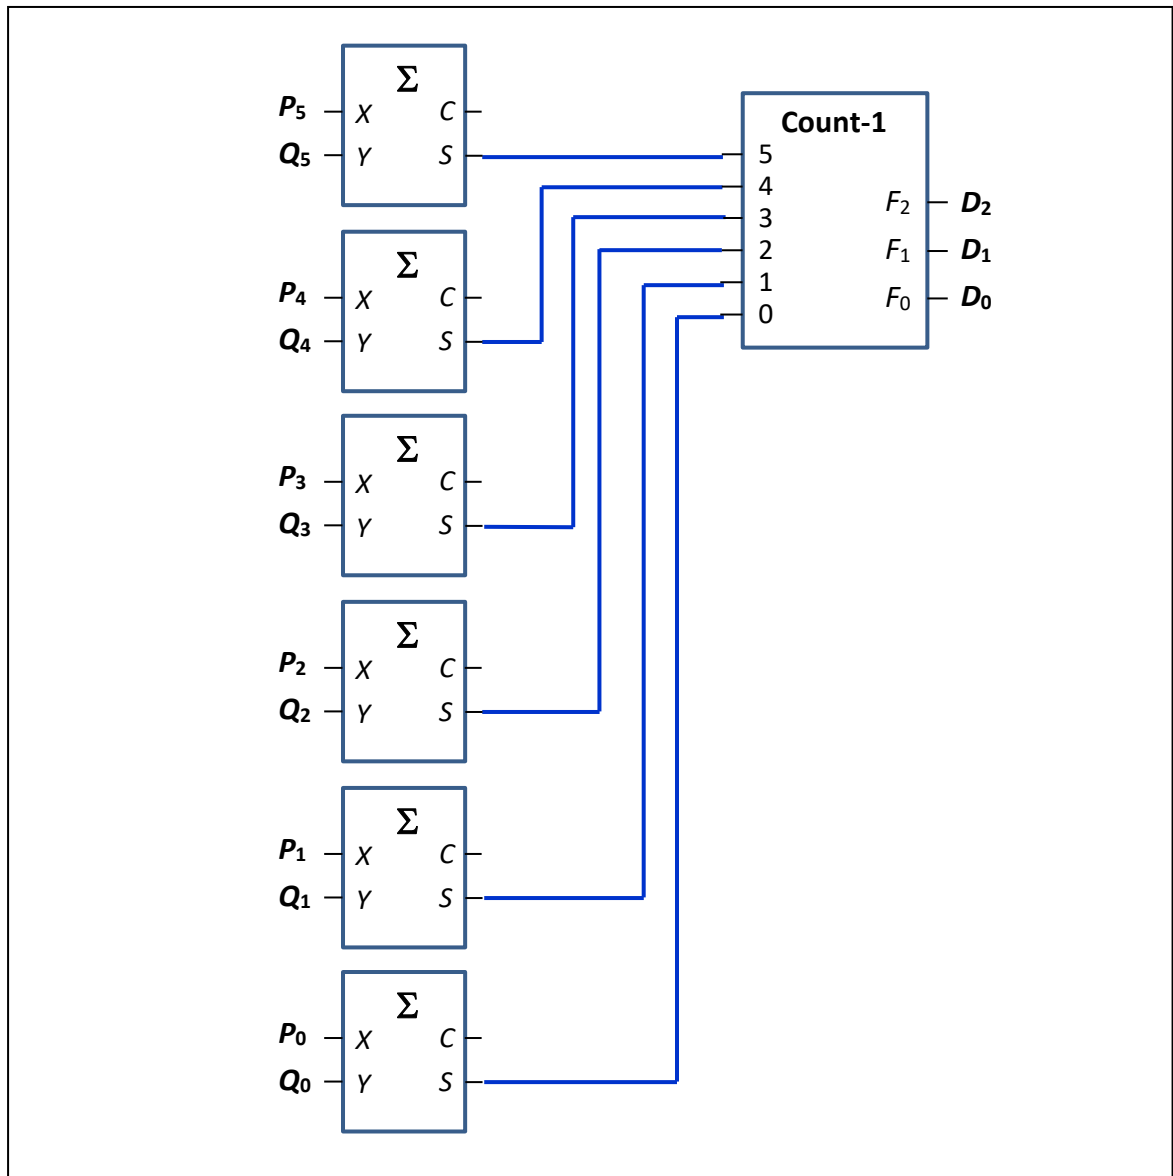 Σ
P5 X C
Q5 Y S
Σ
P4 X C
Q4 Y S
Σ
P3 X C
Q3 Y S
Σ
P2 X C
Q2 Y S
Σ
P1 X C
Q1 Y S
Σ
P0 X C
Q0 Y S
Count-1
5
4
3
2
1
0
F2 D2
F1 D1
F0 D0